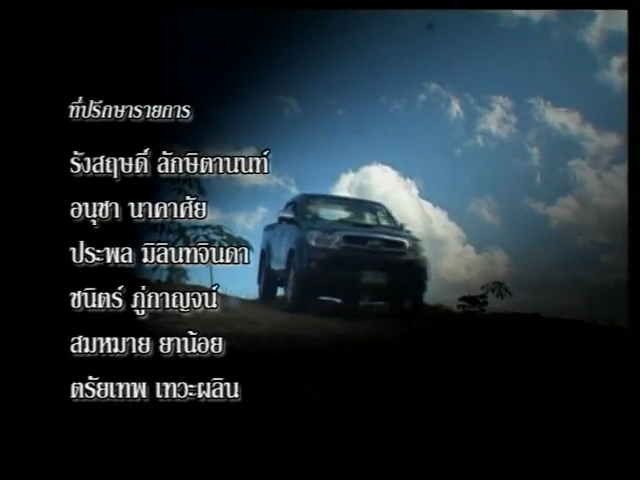 ที่ปรึกษารายการ
รังสฤษดิ์ ลักษิตานนท์
อนุชา นาคาศัย
ประพล มิลินทจินดา
ชนิตร์ ภู่กาญจน์
สมหมาย ยาน้อย
ตรัยเทพ เทวะผลิน